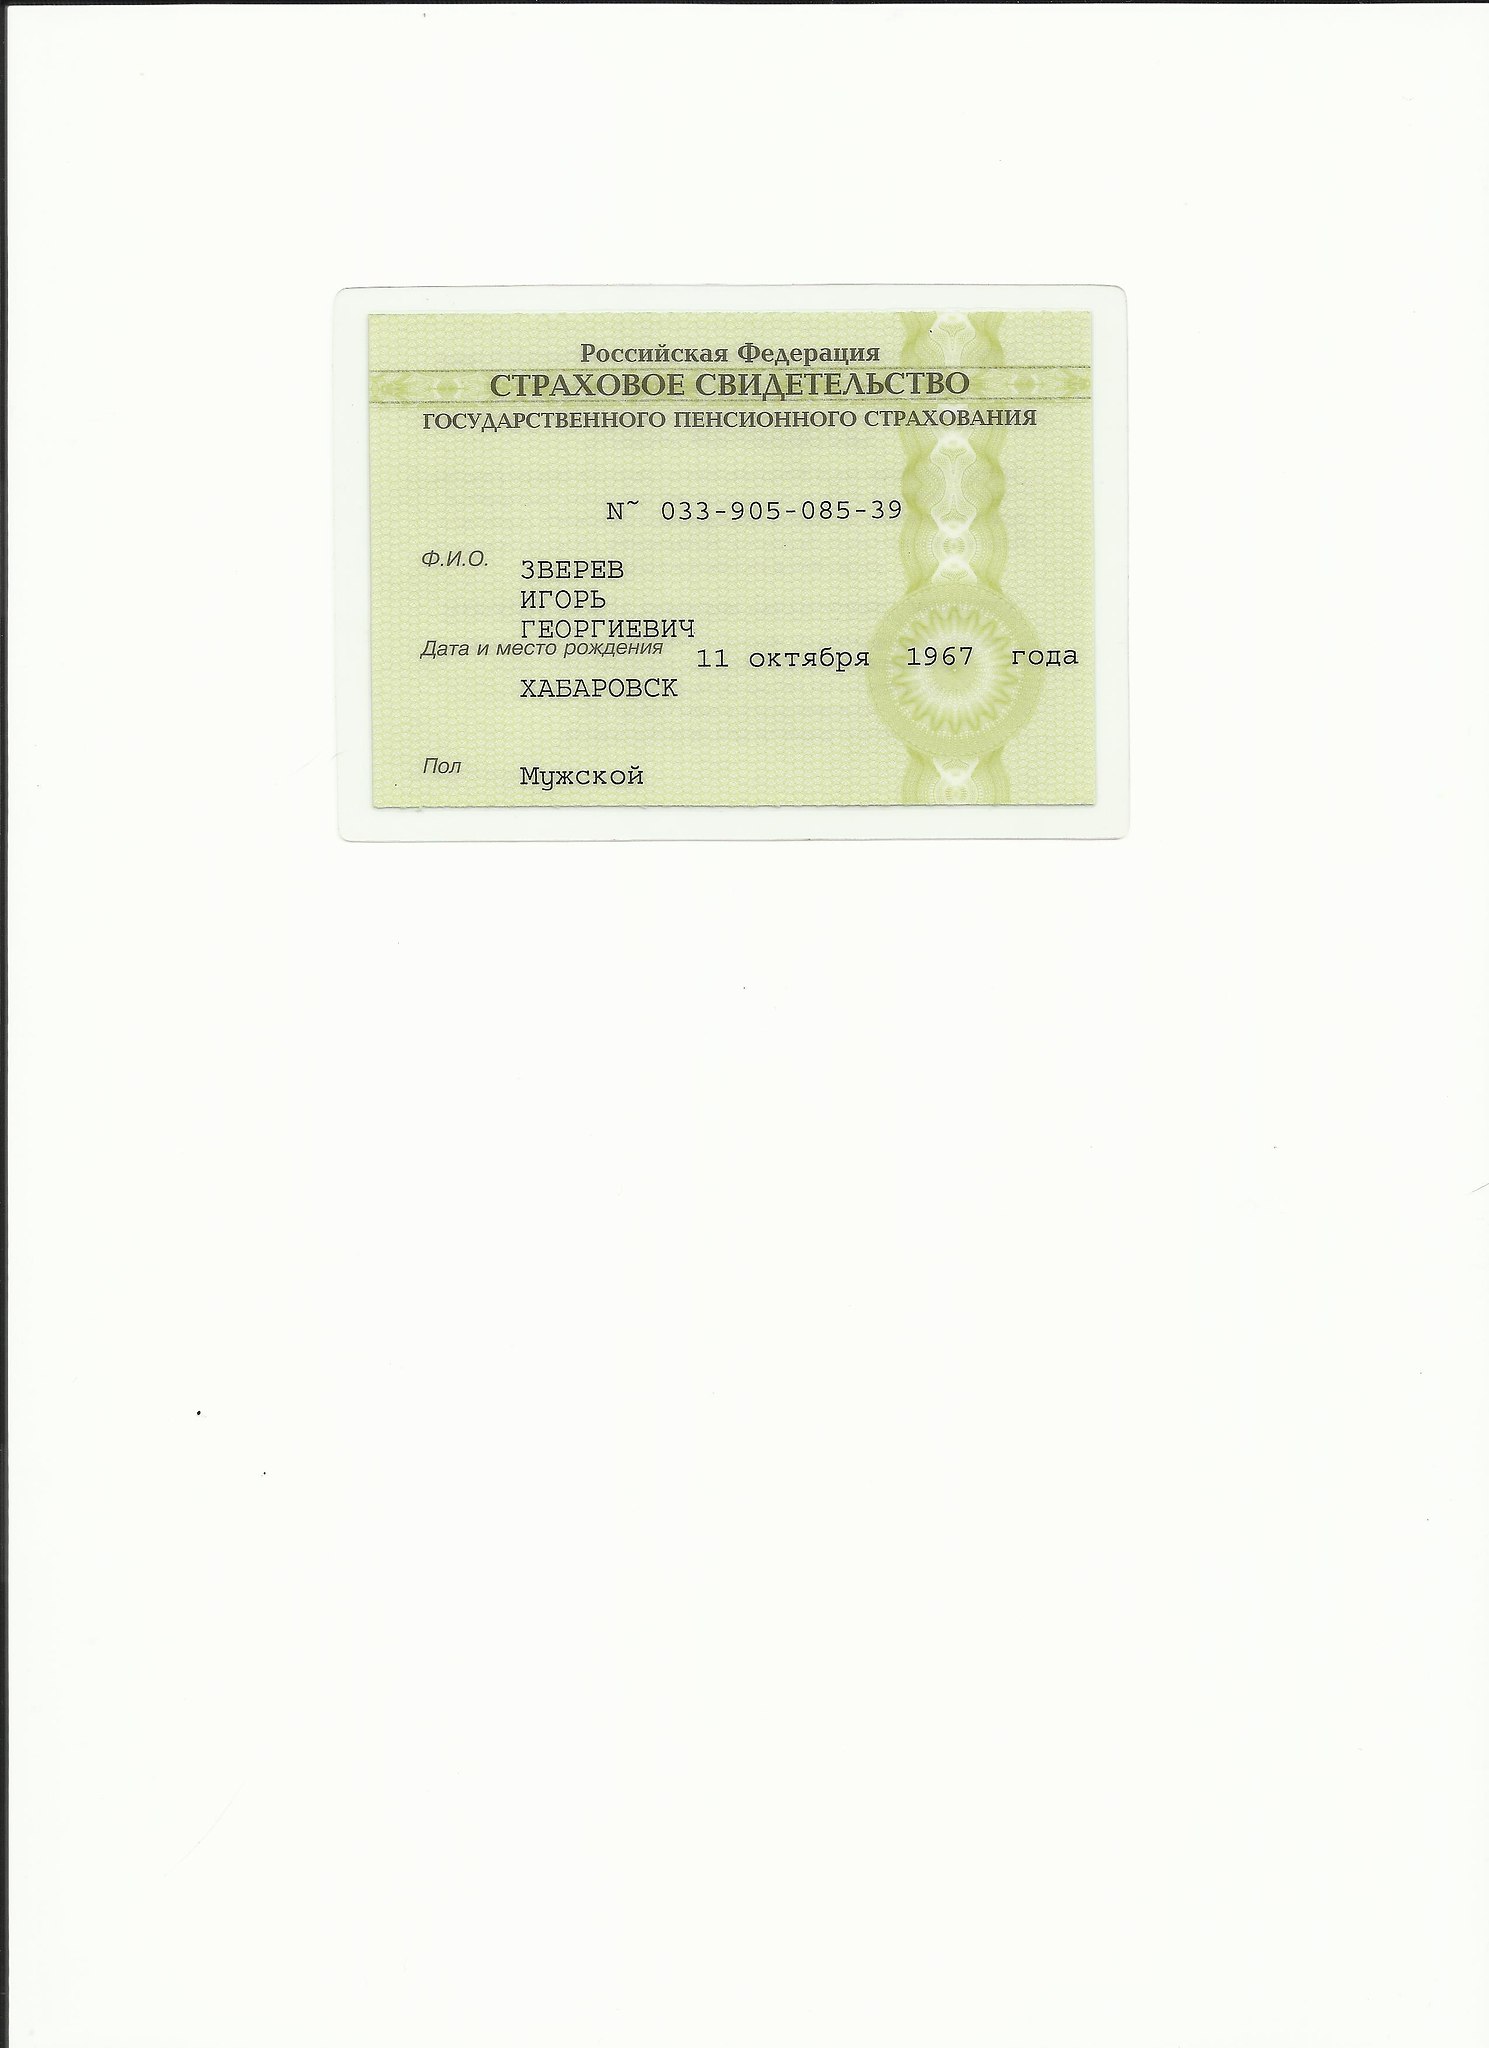 Российская Федерация
СТРАХОВОЕ СВИДЕТЕЛЬСТВО
ГОСУДАРСТВЕННОГО ПЕНСИОННОГО СТРАХОВАНИЯ
N~ 033-905-085-39
Ф.И.О. ЗВЕРЕВ
ИГОРЬ
ГЕОРГИЕВИЧ
Дата и место рождения 11 октября 1967 года
ХАБАРОВСК
Пол Мужской